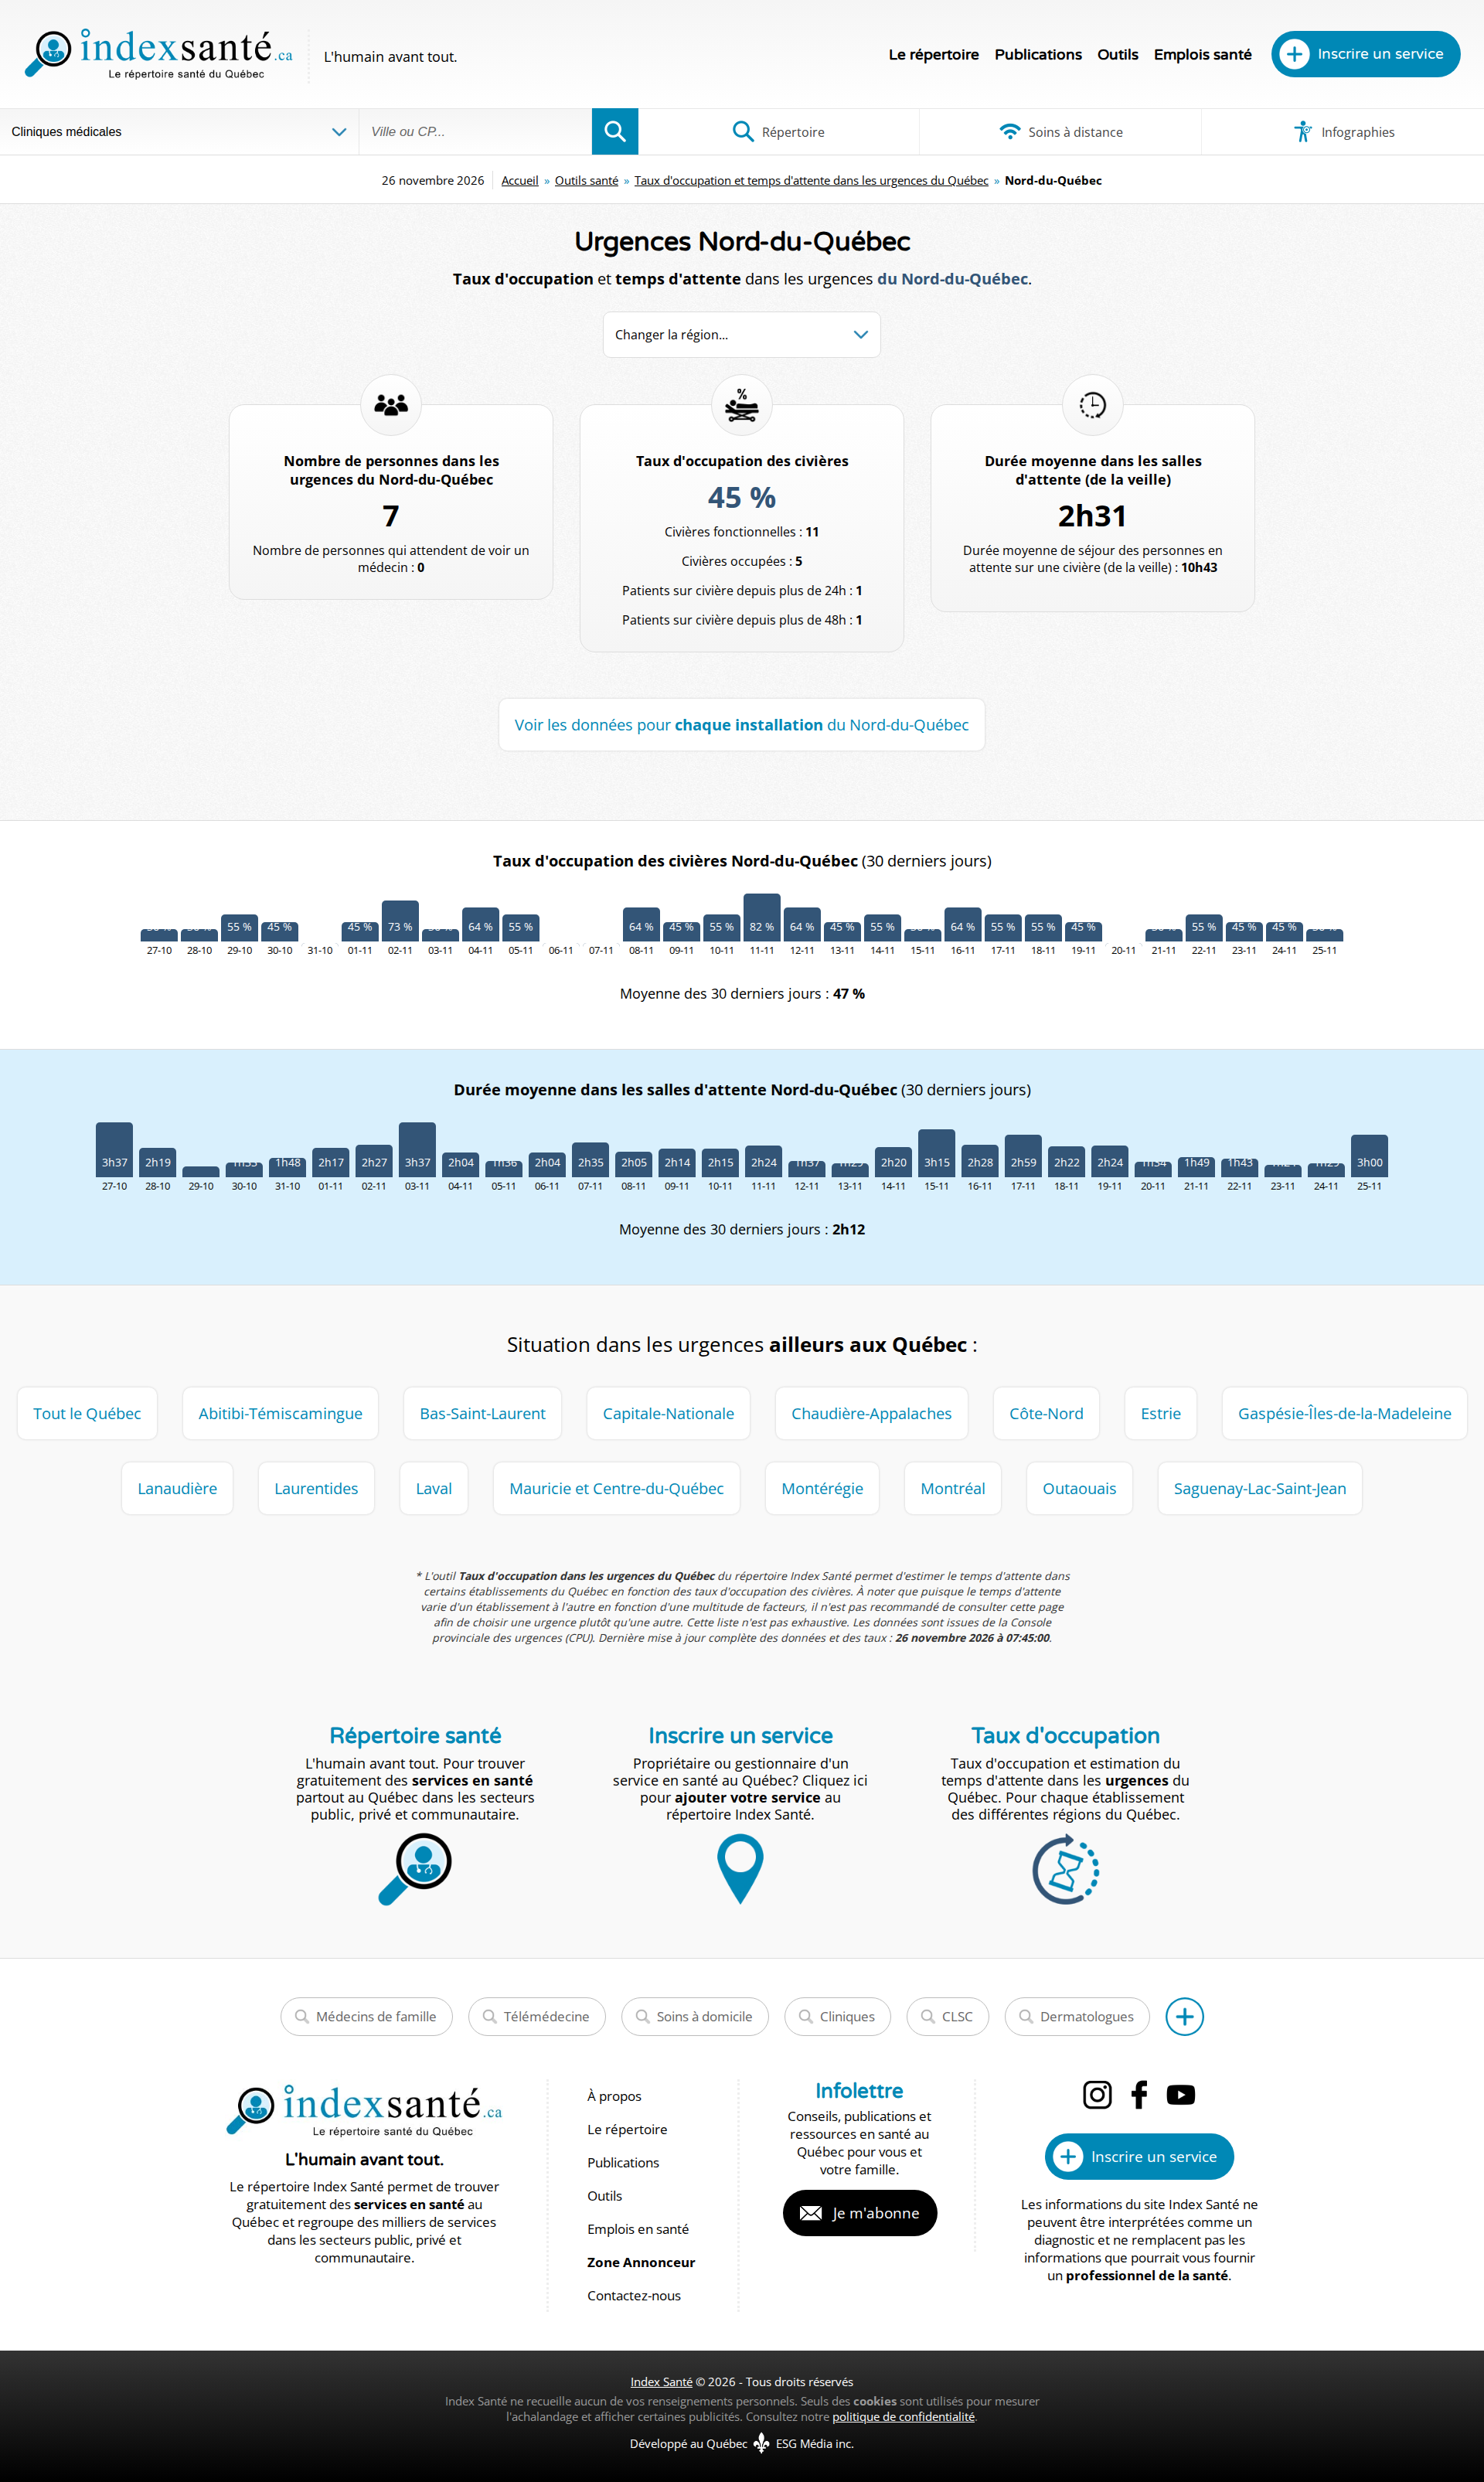 indexsanté.ca
Le répertoire santé du Québec
L'humain avant tout.
Le répertoire Publications Outils Emplois santé Inscrire un service
Cliniques médicales Ville ou CP... Répertoire Soins à distance Infographies
26 novembre 2026 Accueil » Outils santé » Taux d'occupation et temps d'attente dans les urgences du Québec » Nord-du-Québec
Urgences Nord-du-Québec
Taux d'occupation et temps d'attente dans les urgences du Nord-du-Québec.
Changer la région...
Nombre de personnes dans les
urgences du Nord-du-Québec
7
Nombre de personnes qui attendent de voir un
médecin : 0
%
Taux d'occupation des civières
45 %
Civières fonctionnelles : 11
Civières occupées : 5
Patients sur civière depuis plus de 24h : 1
Patients sur civière depuis plus de 48h : 1
Durée moyenne dans les salles
d'attente (de la veille)
2h31
Durée moyenne de séjour des personnes en
attente sur une civière (de la veille) : 10h43
Voir les données pour chaque installation du Nord-du-Québec
Taux d'occupation des civières Nord-du-Québec (30 derniers jours)
55 % 45 % 45 % 73 % 64 % 55 % 64 % 45 % 55 % 82 % 64 % 45 % 55 % 64 % 55 % 55 % 45 % 55 % 45 % 45 %
27-10 28-10 29-10 30-10 31-10 01-11 02-11 03-11 04-11 05-11 06-11 07-11 08-11 09-11 10-11 11-11 12-11 13-11 14-11 15-11 16-11 17-11 18-11 19-11 20-11 21-11 22-11 23-11 24-11 25-11
Moyenne des 30 derniers jours : 47 %
Durée moyenne dans les salles d'attente Nord-du-Québec (30 derniers jours)
3h37 2h19 1h48 2h17 2h27 3h37 2h04 1h36 2h04 2h35 2h05 2h14 2h15 2h24 1h37 2h20 3h15 2h28 2h59 2h22 2h24 1h49 1h43 3h00
27-10 28-10 29-10 30-10 31-10 01-11 02-11 03-11 04-11 05-11 06-11 07-11 08-11 09-11 10-11 11-11 12-11 13-11 14-11 15-11 16-11 17-11 18-11 19-11 20-11 21-11 22-11 23-11 24-11 25-11
Moyenne des 30 derniers jours : 2h12
Situation dans les urgences ailleurs aux Québec :
Tout le Québec Abitibi-Témiscamingue Bas-Saint-Laurent Capitale-Nationale Chaudière-Appalaches Côte-Nord Estrie Gaspésie-Îles-de-la-Madeleine
Lanaudière Laurentides Laval Mauricie et Centre-du-Québec Montérégie Montréal Outaouais Saguenay-Lac-Saint-Jean
* L'outil Taux d'occupation dans les urgences du Québec du répertoire Index Santé permet d'estimer le temps d'attente dans
certains établissements du Québec en fonction des taux d'occupation des civières. À noter que puisque le temps d'attente
varie d'un établissement à l'autre en fonction d'une multitude de facteurs, il n'est pas recommandé de consulter cette page
afin de choisir une urgence plutôt qu'une autre. Cette liste n'est pas exhaustive. Les données sont issues de la Console
provinciale des urgences (CPU). Dernière mise à jour complète des données et des taux : 26 novembre 2026 à 07:45:00.
Répertoire santé
L'humain avant tout. Pour trouver
gratuitement des services en santé
partout au Québec dans les secteurs
public, privé et communautaire.
Inscrire un service
Propriétaire ou gestionnaire d'un
service en santé au Québec? Cliquez ici
pour ajouter votre service au
répertoire Index Santé.
Taux d'occupation
Taux d'occupation et estimation du
temps d'attente dans les urgences du
Québec. Pour chaque établissement
des différentes régions du Québec.
Médecins de famille Télémédecine Soins à domicile Cliniques CLSC Dermatologues
indexsanté.ca
Le répertoire santé du Québec
L'humain avant tout.
Le répertoire Index Santé permet de trouver
gratuitement des services en santé au
Québec et regroupe des milliers de services
dans les secteurs public, privé et
communautaire.
À propos
Le répertoire
Publications
Outils
Emplois en santé
Zone Annonceur
Contactez-nous
Infolettre
Conseils, publications et
ressources en santé au
Québec pour vous et
votre famille.
Je m'abonne
Inscrire un service
Les informations du site Index Santé ne
peuvent être interprétées comme un
diagnostic et ne remplacent pas les
informations que pourrait vous fournir
un professionnel de la santé.
Index Santé © 2026 - Tous droits réservés
Index Santé ne recueille aucun de vos renseignements personnels. Seuls des cookies sont utilisés pour mesurer
l'achalandage et afficher certaines publicités. Consultez notre politique de confidentialité.
Développé au Québec ESG Média inc.